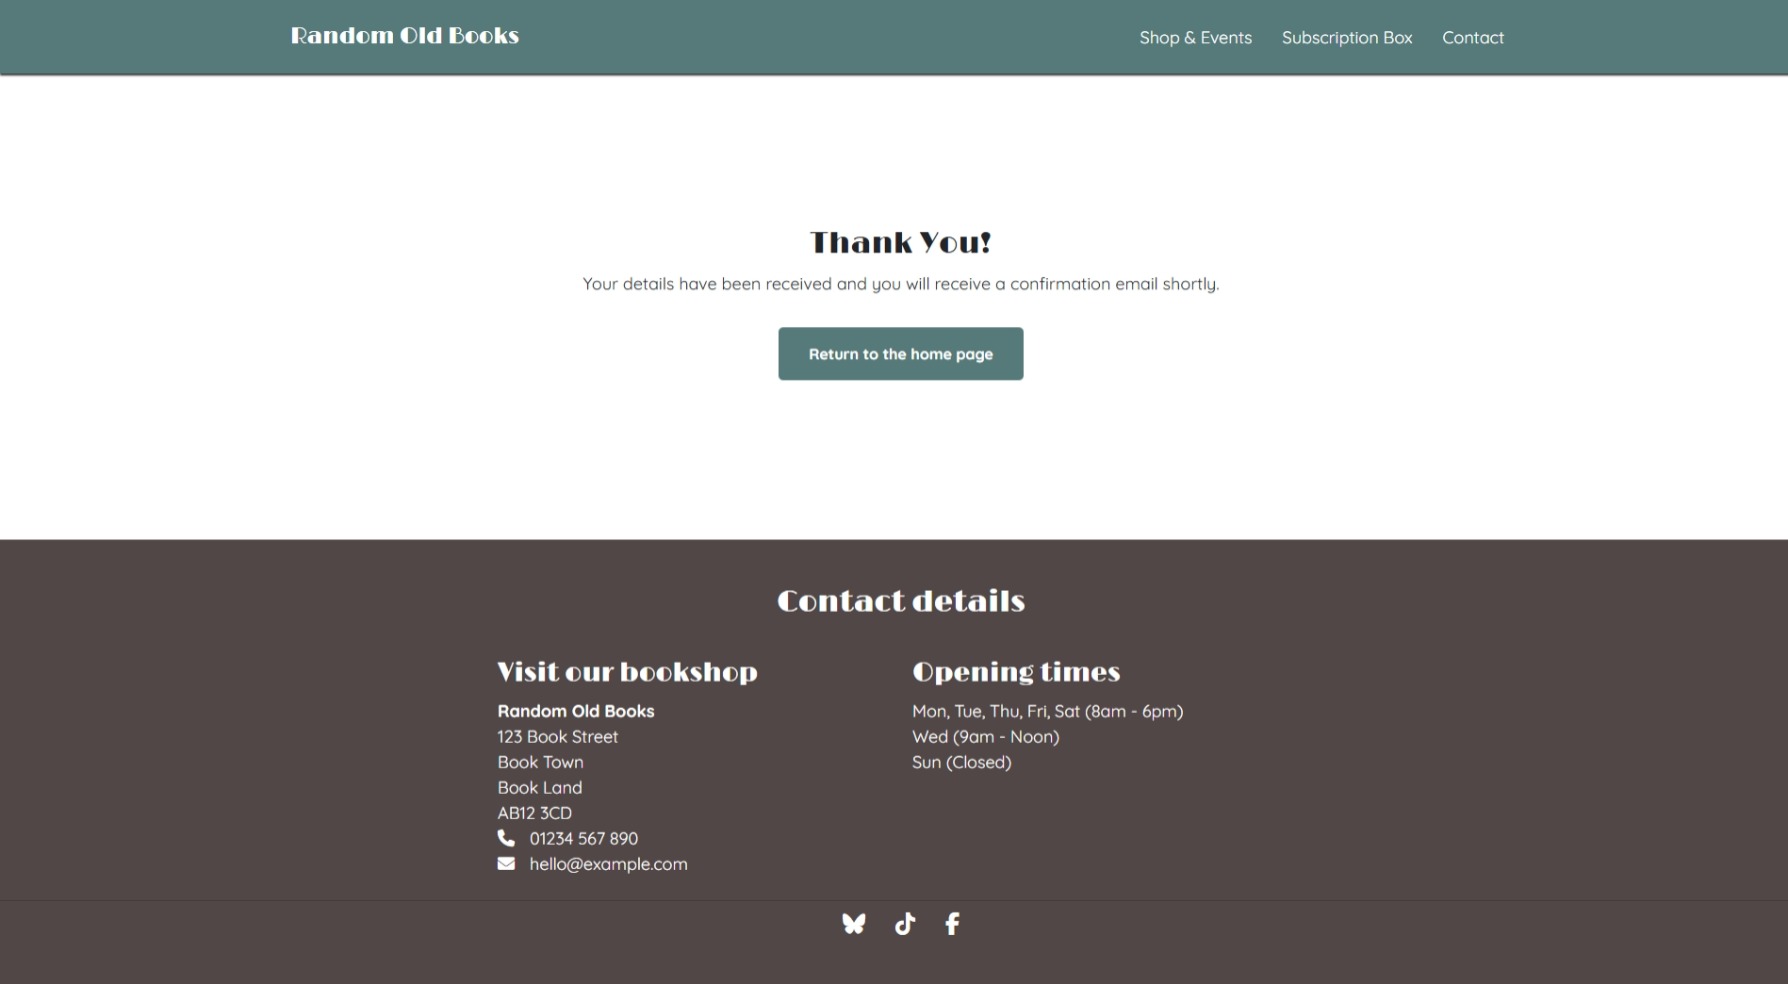 Random Old Books
Shop & Events
Subscription Box
Contact
Thank You!
Your details have been received and you will receive a confirmation email shortly.
Return to the home page
Contact details
Visit our bookshop
Random Old Books
123 Book Street
Book Town
Book Land
AB12 3CD
01234 567 890
hello@example.com
Opening times
Mon, Tue, Thu, Fri, Sat (8am - 6pm)
Wed (9am - Noon)
Sun (Closed)